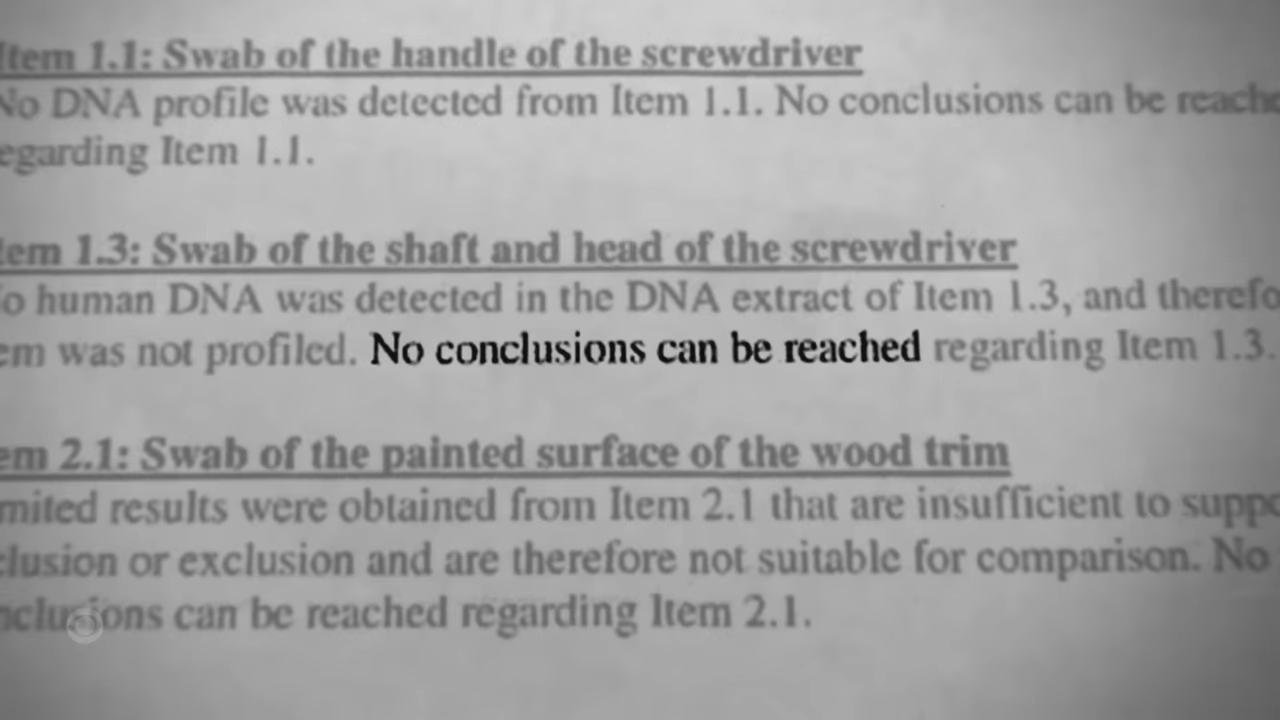 Item 1.1: Swab of the handle of the screwdriver
No DNA profile was detected from Item 1.1. No conclusions can be reache
egarding Item 1.1.
tem 1.3: Swab of the shaft and head of the screwdriver
o human DNA was detected in the DNA extract of Item 1.3, and therefo
em was not profiled. No conclusions can be reached regarding Item 1.3.
em 2.1: Swab of the painted surface of the wood trim
mited results were obtained from Item 2.1 that are insufficient to suppo
clusion or exclusion and are therefore not suitable for comparison. No
nclusions can be reached regarding Item 2.1.